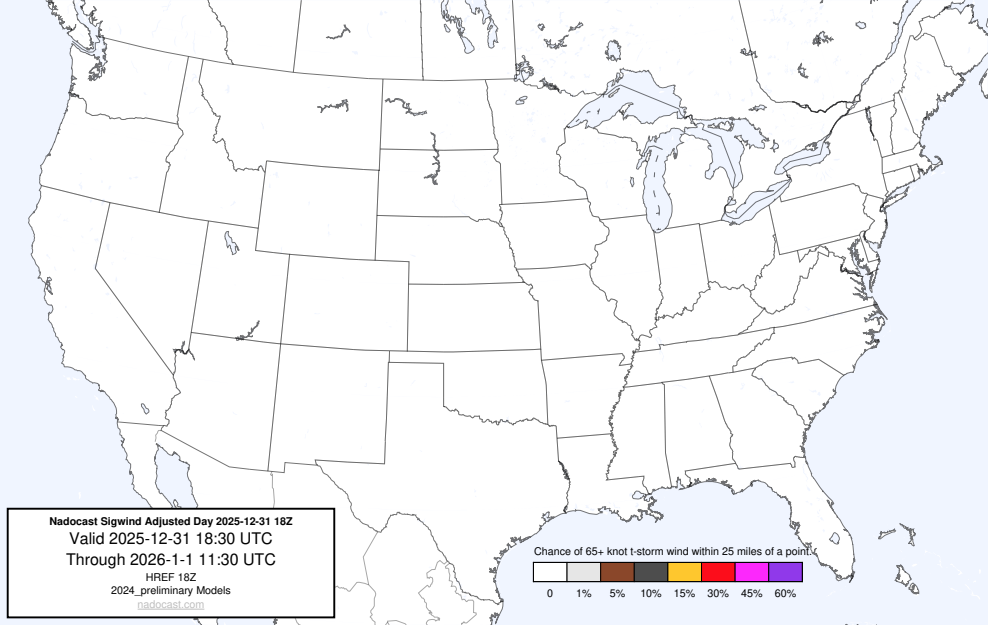 Nadocast Sigwind Adjusted Day 2025-12-31 18Z
Valid 2025-12-31 18:30 UTC
Through 2026-1-1 11:30 UTC
HREF 18Z
2024_preliminary Models
nadocast.com
Chance of 65+ knot t-storm wind within 25 miles of a point.
0 1% 5% 10% 15% 30% 45% 60%